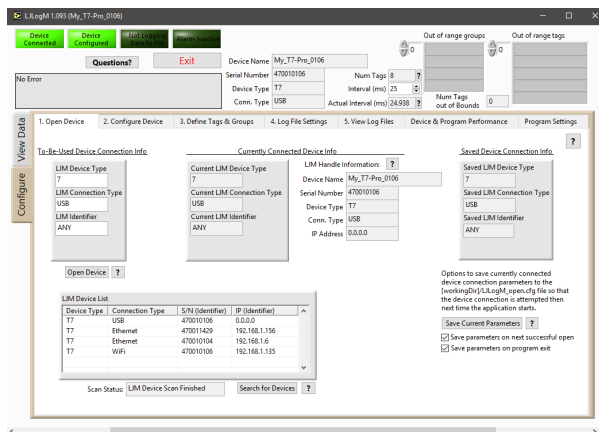 LJLogM 1.093 (My_T7-Pro_0106)
Device Connected
Device Configured
Not Logging Data to File
Alarm Inactive
Out of range groups
Out of range tags
0
0
Questions?
Exit
No Error
Device Name My_T7-Pro_0106
Serial Number 470010106
Device Type T7
Conn. Type USB
Num Tags 8 ?
Interval (ms) 25
Actual Interval (ms) 24.938 ?
Num Tags out of Bounds 0
View Data
Configure
1. Open Device
2. Configure Device
3. Define Tags & Groups
4. Log File Settings
5. View Log Files
Device & Program Performance
Program Settings
?
To-Be-Used Device Connection Info
LJM Device Type
7
LJM Connection Type
USB
LJM Identifier
ANY
Open Device ?
Currently Connected Device Info
Current LJM Device Type
7
Current LJM Connection Type
USB
Current LJM Identifier
ANY
LJM Handle Information: ?
Device Name My_T7-Pro_0106
Serial Number 470010106
Device Type T7
Conn. Type USB
IP Address 0.0.0.0
Saved Device Connection Info
Saved LJM Device Type
7
Saved LJM Connection Type
USB
Saved LJM Identifier
ANY
LJM Device List
Device Type Connection Type S/N (Identifier) IP (Identifier)
T7 USB 470010106 0.0.0.0
T7 Ethernet 470011429 192.168.1.156
T7 Ethernet 470010104 192.168.1.6
T7 WiFi 470010106 192.168.1.135
Scan Status: LJM Device Scan Finished
Search for Devices ?
Options to save currently connected
device connection parameters to the
[workingDir]/LJLogM_open.cfg file so that
the device connection is attempted then
next time the application starts.
Save Current Parameters ?
Save parameters on next successful open
Save parameters on program exit